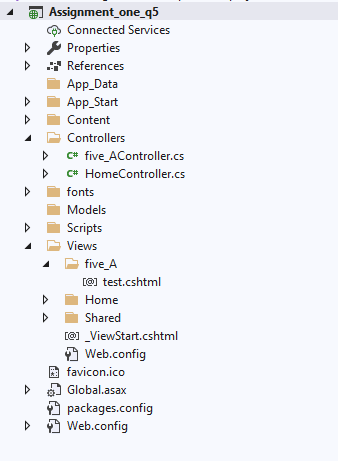 Assignment_one_q5
Connected Services
Properties
References
App_Data
App_Start
Content
Controllers
C# five_AController.cs
C# HomeController.cs
fonts
Models
Scripts
Views
five_A
[@] test.cshtml
Home
Shared
[@] _ViewStart.cshtml
Web.config
favicon.ico
Global.asax
packages.config
Web.config